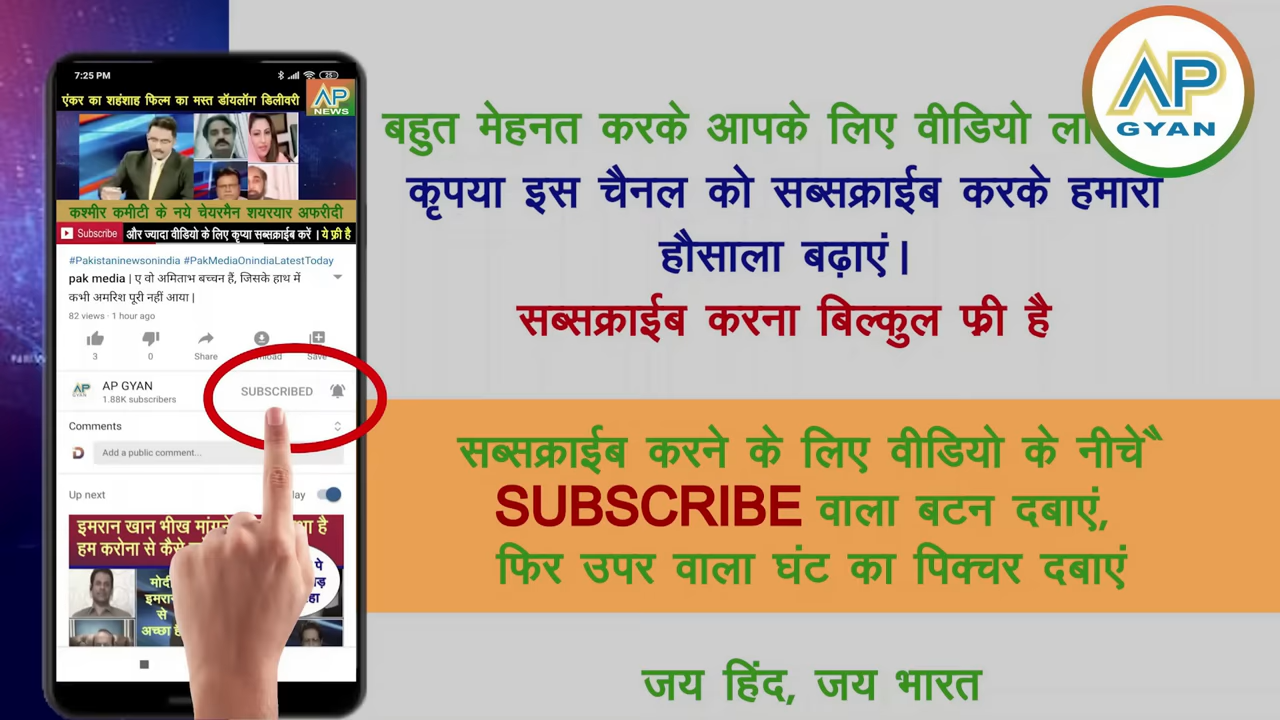 7:25 PM
25
एंकर का शहंशाह फिल्म का मस्त डॉयलॉग डिलीवरी
AP
NEWS
कश्मीर कमीटी के नये चेयरमैन शयरयार अफरीदी
Subscribe और ज्यादा वीडियो के लिए कृप्या सब्सक्राईब करें । ये फ्री है
#Pakistaninewsonindia #PakMediaOnindiaLatestToday
pak media | ए वो अमिताभ बच्चन हैं, जिसके हाथ में
कभी अमरिश पूरी नहीं आया |
82 views · 1 hour ago
3 0 Share Save
AP GYAN
SUBSCRIBED
1.88K subscribers
Comments
Add a public comment...
Up next
इमरान खान भीख मांगने है
हम करोना से कैसे
मोदी
से
अच्छा है
AP
GYAN
बहुत मेहनत करके आपके लिए वीडियो
कृपया इस चैनल को सब्सक्राईब करके हमारा
हौसाला बढ़ाएं।
सब्सक्राईब करना बिल्कुल फ्री है
सब्सक्राईब करने के लिए वीडियो के नीचे
SUBSCRIBE वाला बटन दबाएं,
फिर उपर वाला घंट का पिक्चर दबाएं
जय हिंद, जय भारत